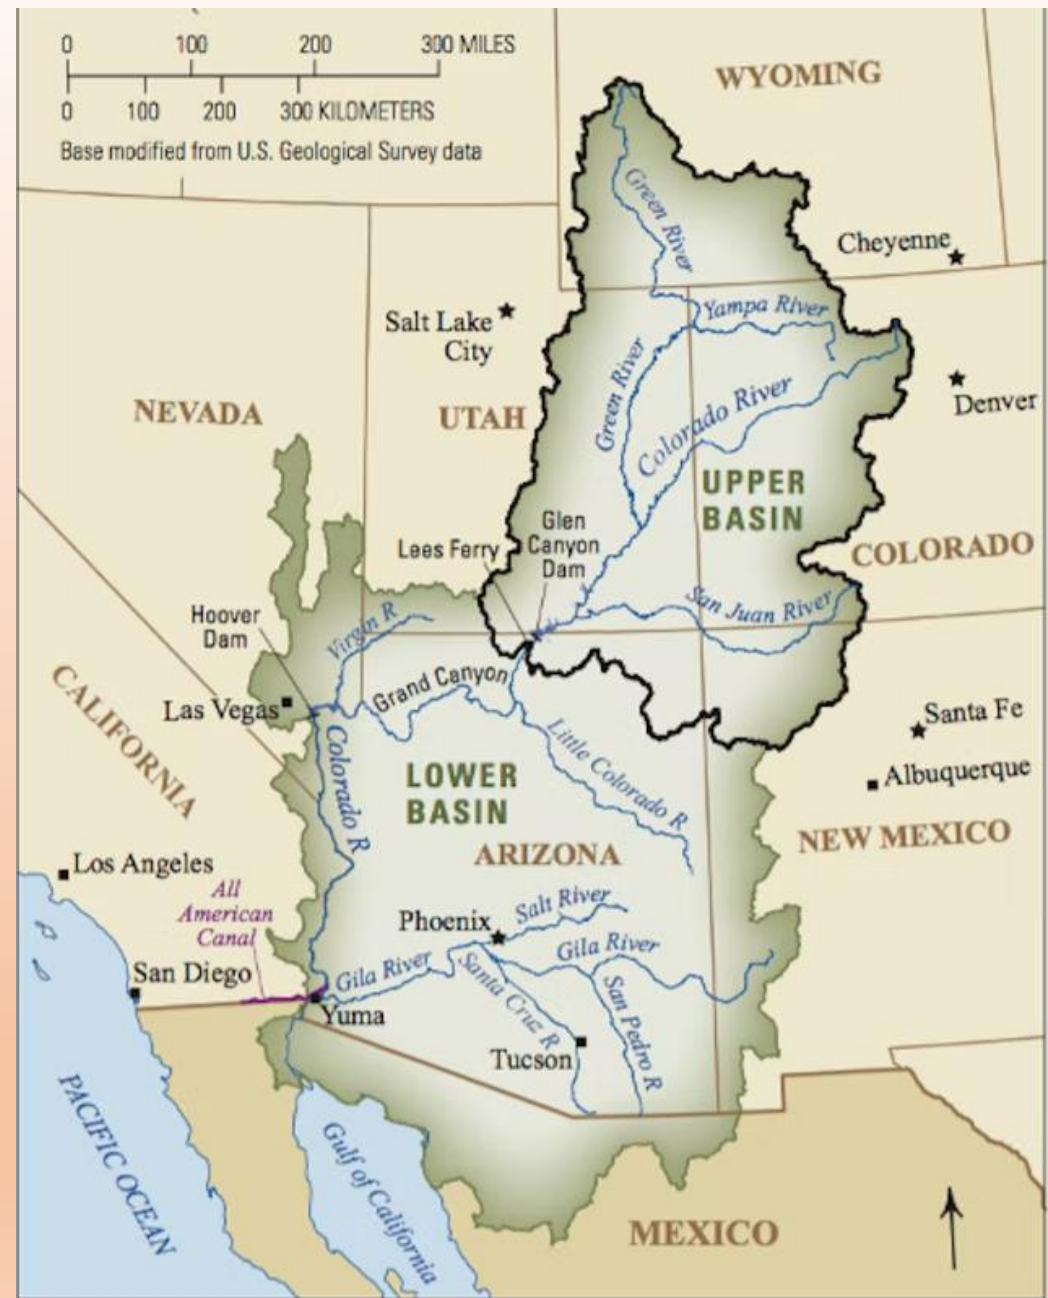 0 100 200 300 MILES
0 100 200 300 KILOMETERS
Base modified from U.S. Geological Survey data
WYOMING
Green River
Cheyenne
Salt Lake
City
Yampa River
NEVADA
UTAH
Green River
Colorado River
Denver
UPPER
BASIN
Glen
Canyon
Dam
Lees Ferry
COLORADO
Hoover
Dam
Virgin R
San Juan River
CALIFORNIA
Las Vegas
Grand Canyon
Santa Fe
Colorado R
Little Colorado R
Albuquerque
LOWER
BASIN
ARIZONA
NEW MEXICO
Los Angeles
All
American
Canal
Phoenix
Salt River
San Diego
Gila River
Gila River
Santa Cruz R
San Pedro R
Yuma
Tucson
PACIFIC OCEAN
Gulf of California
MEXICO